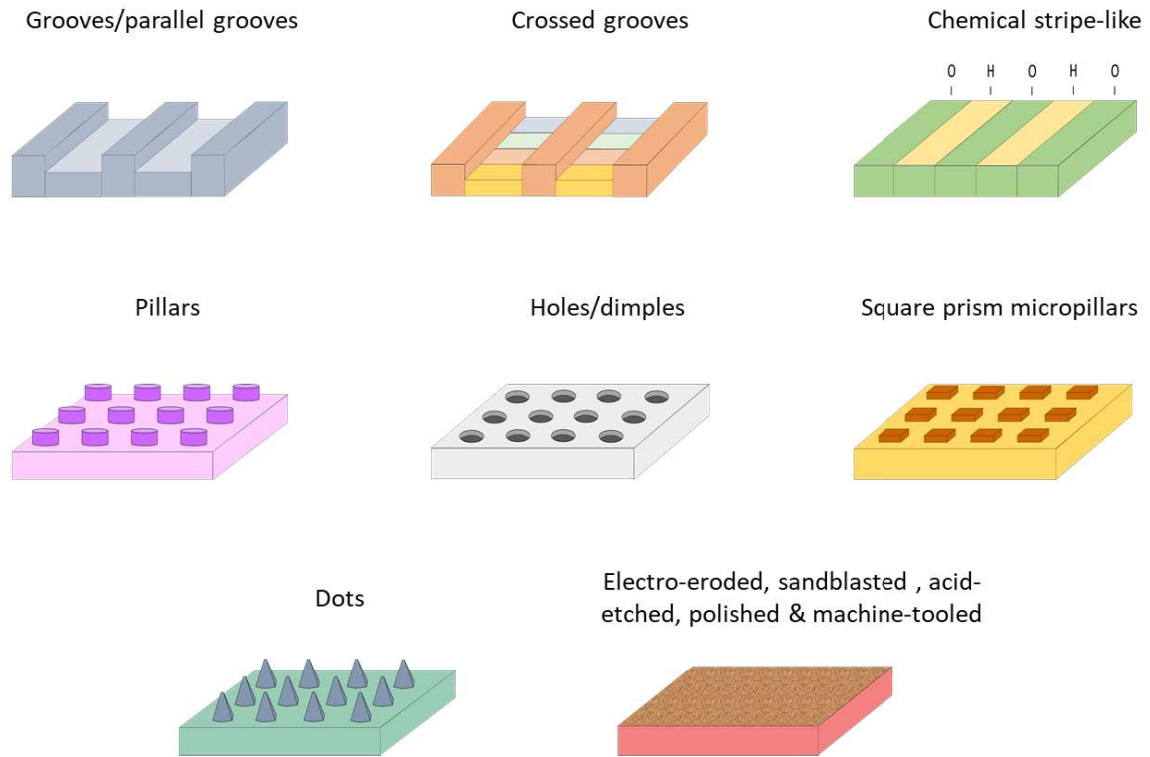 Grooves/parallel grooves
Crossed grooves
Chemical stripe-like
O H O H O
Pillars
Holes/dimples
Square prism micropillars
Dots
Electro-eroded, sandblasted , acid-
etched, polished & machine-tooled